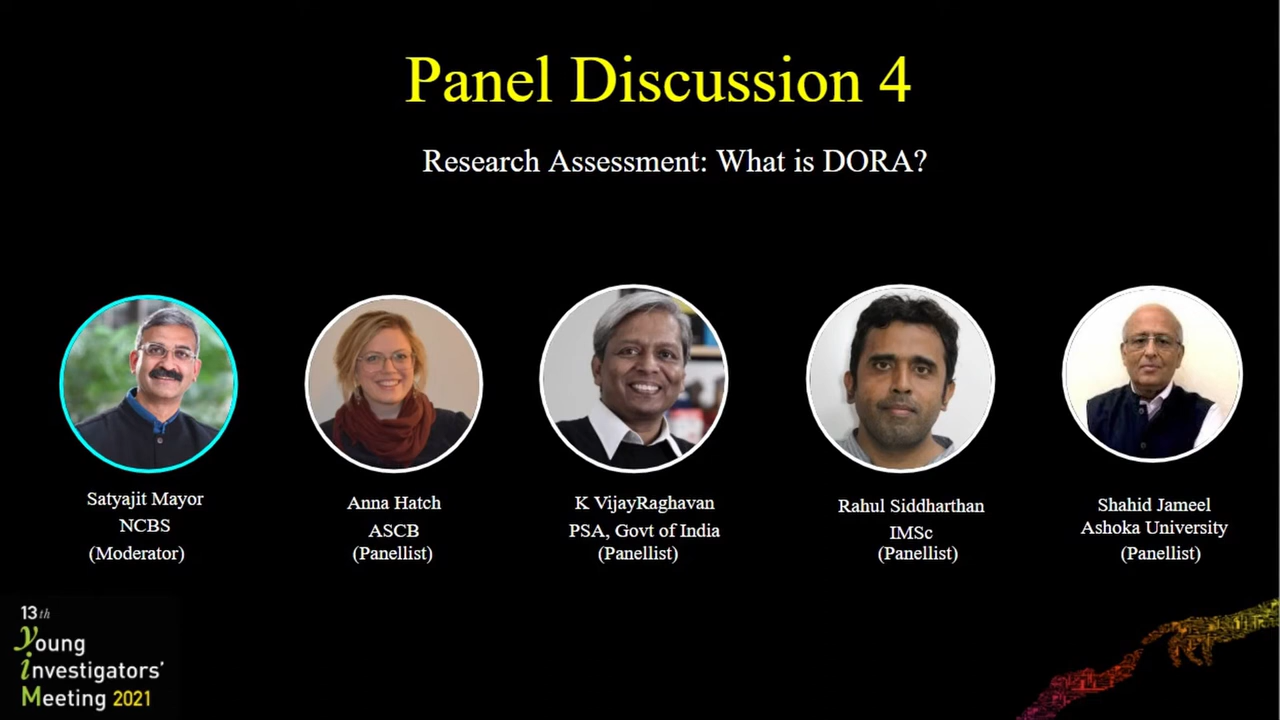 Panel Discussion 4
Research Assessment: What is DORA?
Satyajit Mayor
NCBS
(Moderator)
Anna Hatch
ASCB
(Panellist)
K VijayRaghavan
PSA, Govt of India
(Panellist)
Rahul Siddharthan
IMSc
(Panellist)
Shahid Jameel
Ashoka University
(Panellist)
13th
Young
investigators'
Meeting 2021